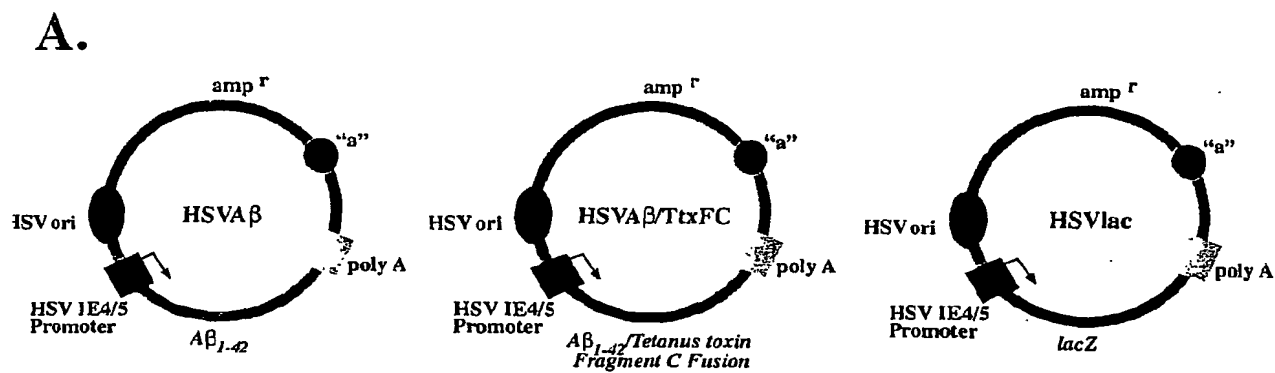 A.
amp r
"a"
HSVAβ
HSV ori
poly A
HSV IE4/5
Promoter
Aβ1-42
amp r
"a"
HSVAβ/TtxFC
HSV ori
poly A
HSV IE4/5
Promoter
Aβ1-42/Tetanus toxin
Fragment C Fusion
amp r
"a"
HSVlac
HSV ori
poly A
HSV IE4/5
Promoter
lacZ